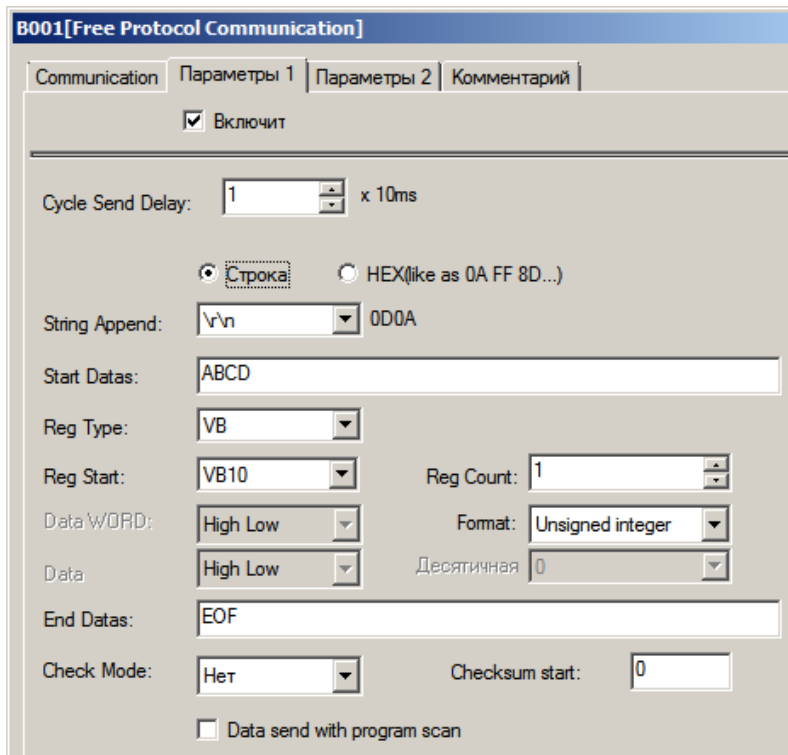 B001[Free Protocol Communication]
Communication Параметры 1 Параметры 2 Комментарий
Включит
Cycle Send Delay: 1 x 10ms
Строка HEX(like as 0A FF 8D...)
String Append: \r\n 0D0A
Start Datas: ABCD
Reg Type: VB
Reg Start: VB10 Reg Count: 1
Data WORD: High Low Format: Unsigned integer
Data High Low Десятичная 0
End Datas: EOF
Check Mode: Нет Checksum start: 0
Data send with program scan